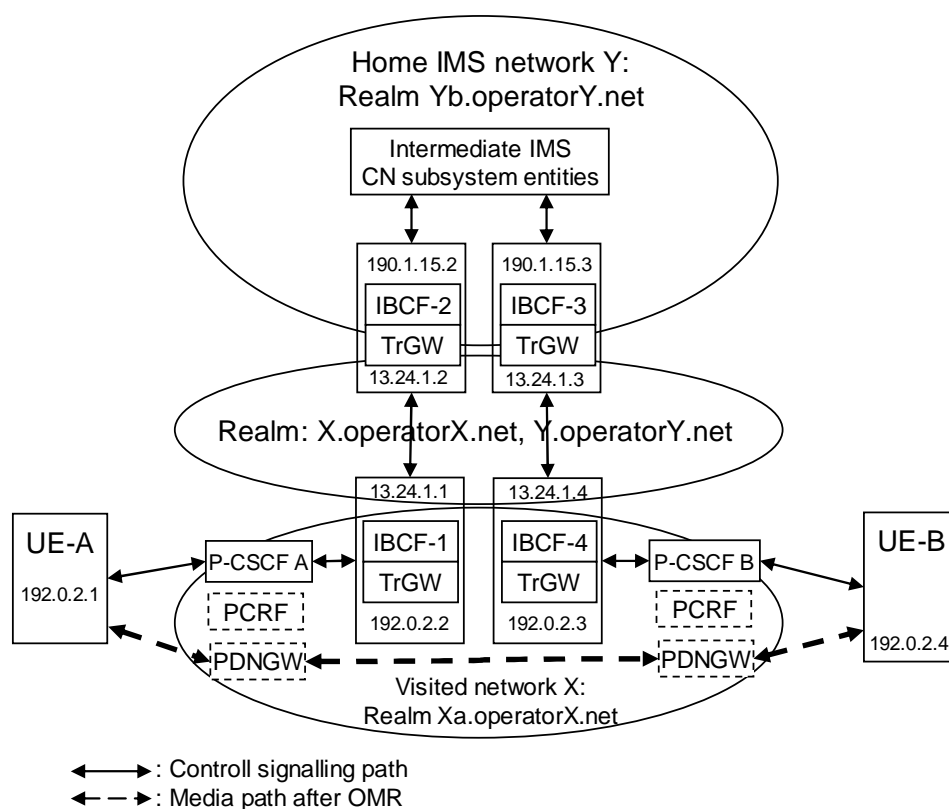 Home IMS network Y:
Realm Yb.operatorY.net
Intermediate IMS
CN subsystem entities
190.1.15.2
190.1.15.3
IBCF-2
IBCF-3
TrGW
TrGW
13.24.1.2
13.24.1.3
Realm: X.operatorX.net, Y.operatorY.net
13.24.1.1
13.24.1.4
UE-A
192.0.2.1
P-CSCF A
IBCF-1
IBCF-4
P-CSCF B
UE-B
192.0.2.4
TrGW
TrGW
PCRF
PCRF
192.0.2.2
192.0.2.3
PDNGW
PDNGW
Visited network X:
Realm Xa.operatorX.net
: Controll signalling path
: Media path after OMR